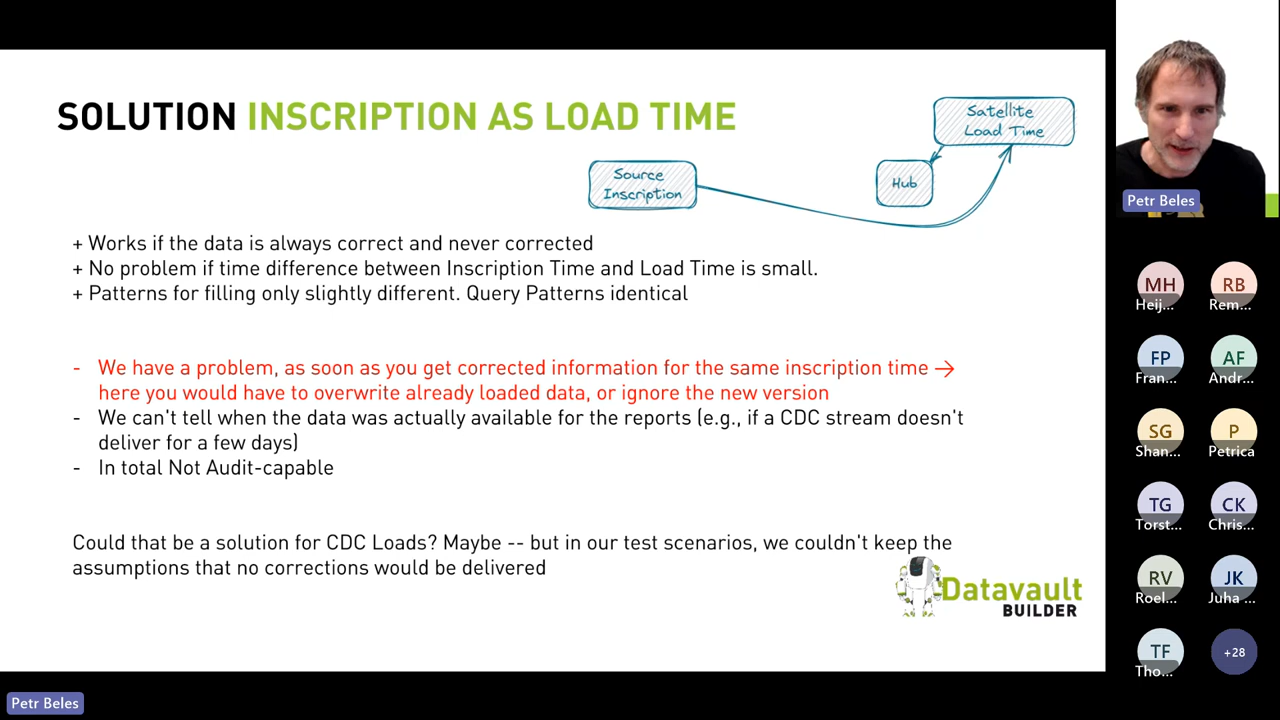 SOLUTION INSCRIPTION AS LOAD TIME
Satellite
Load Time
Source
Inscription
Hub
+ Works if the data is always correct and never corrected
+ No problem if time difference between Inscription Time and Load Time is small.
+ Patterns for filling only slightly different. Query Patterns identical
- We have a problem, as soon as you get corrected information for the same inscription time →
here you would have to overwrite already loaded data, or ignore the new version
- We can't tell when the data was actually available for the reports (e.g., if a CDC stream doesn't
deliver for a few days)
- In total Not Audit-capable
Could that be a solution for CDC Loads? Maybe -- but in our test scenarios, we couldn't keep the
assumptions that no corrections would be delivered
Datavault
BUILDER
Petr Beles
MH
Heij...
RB
Rem...
FP
Fran...
AF
Andr...
SG
Shan...
P
Petrica
TG
Torst...
CK
Chris...
RV
Roel...
JK
Juha ...
TF
Tho...
+28
Petr Beles